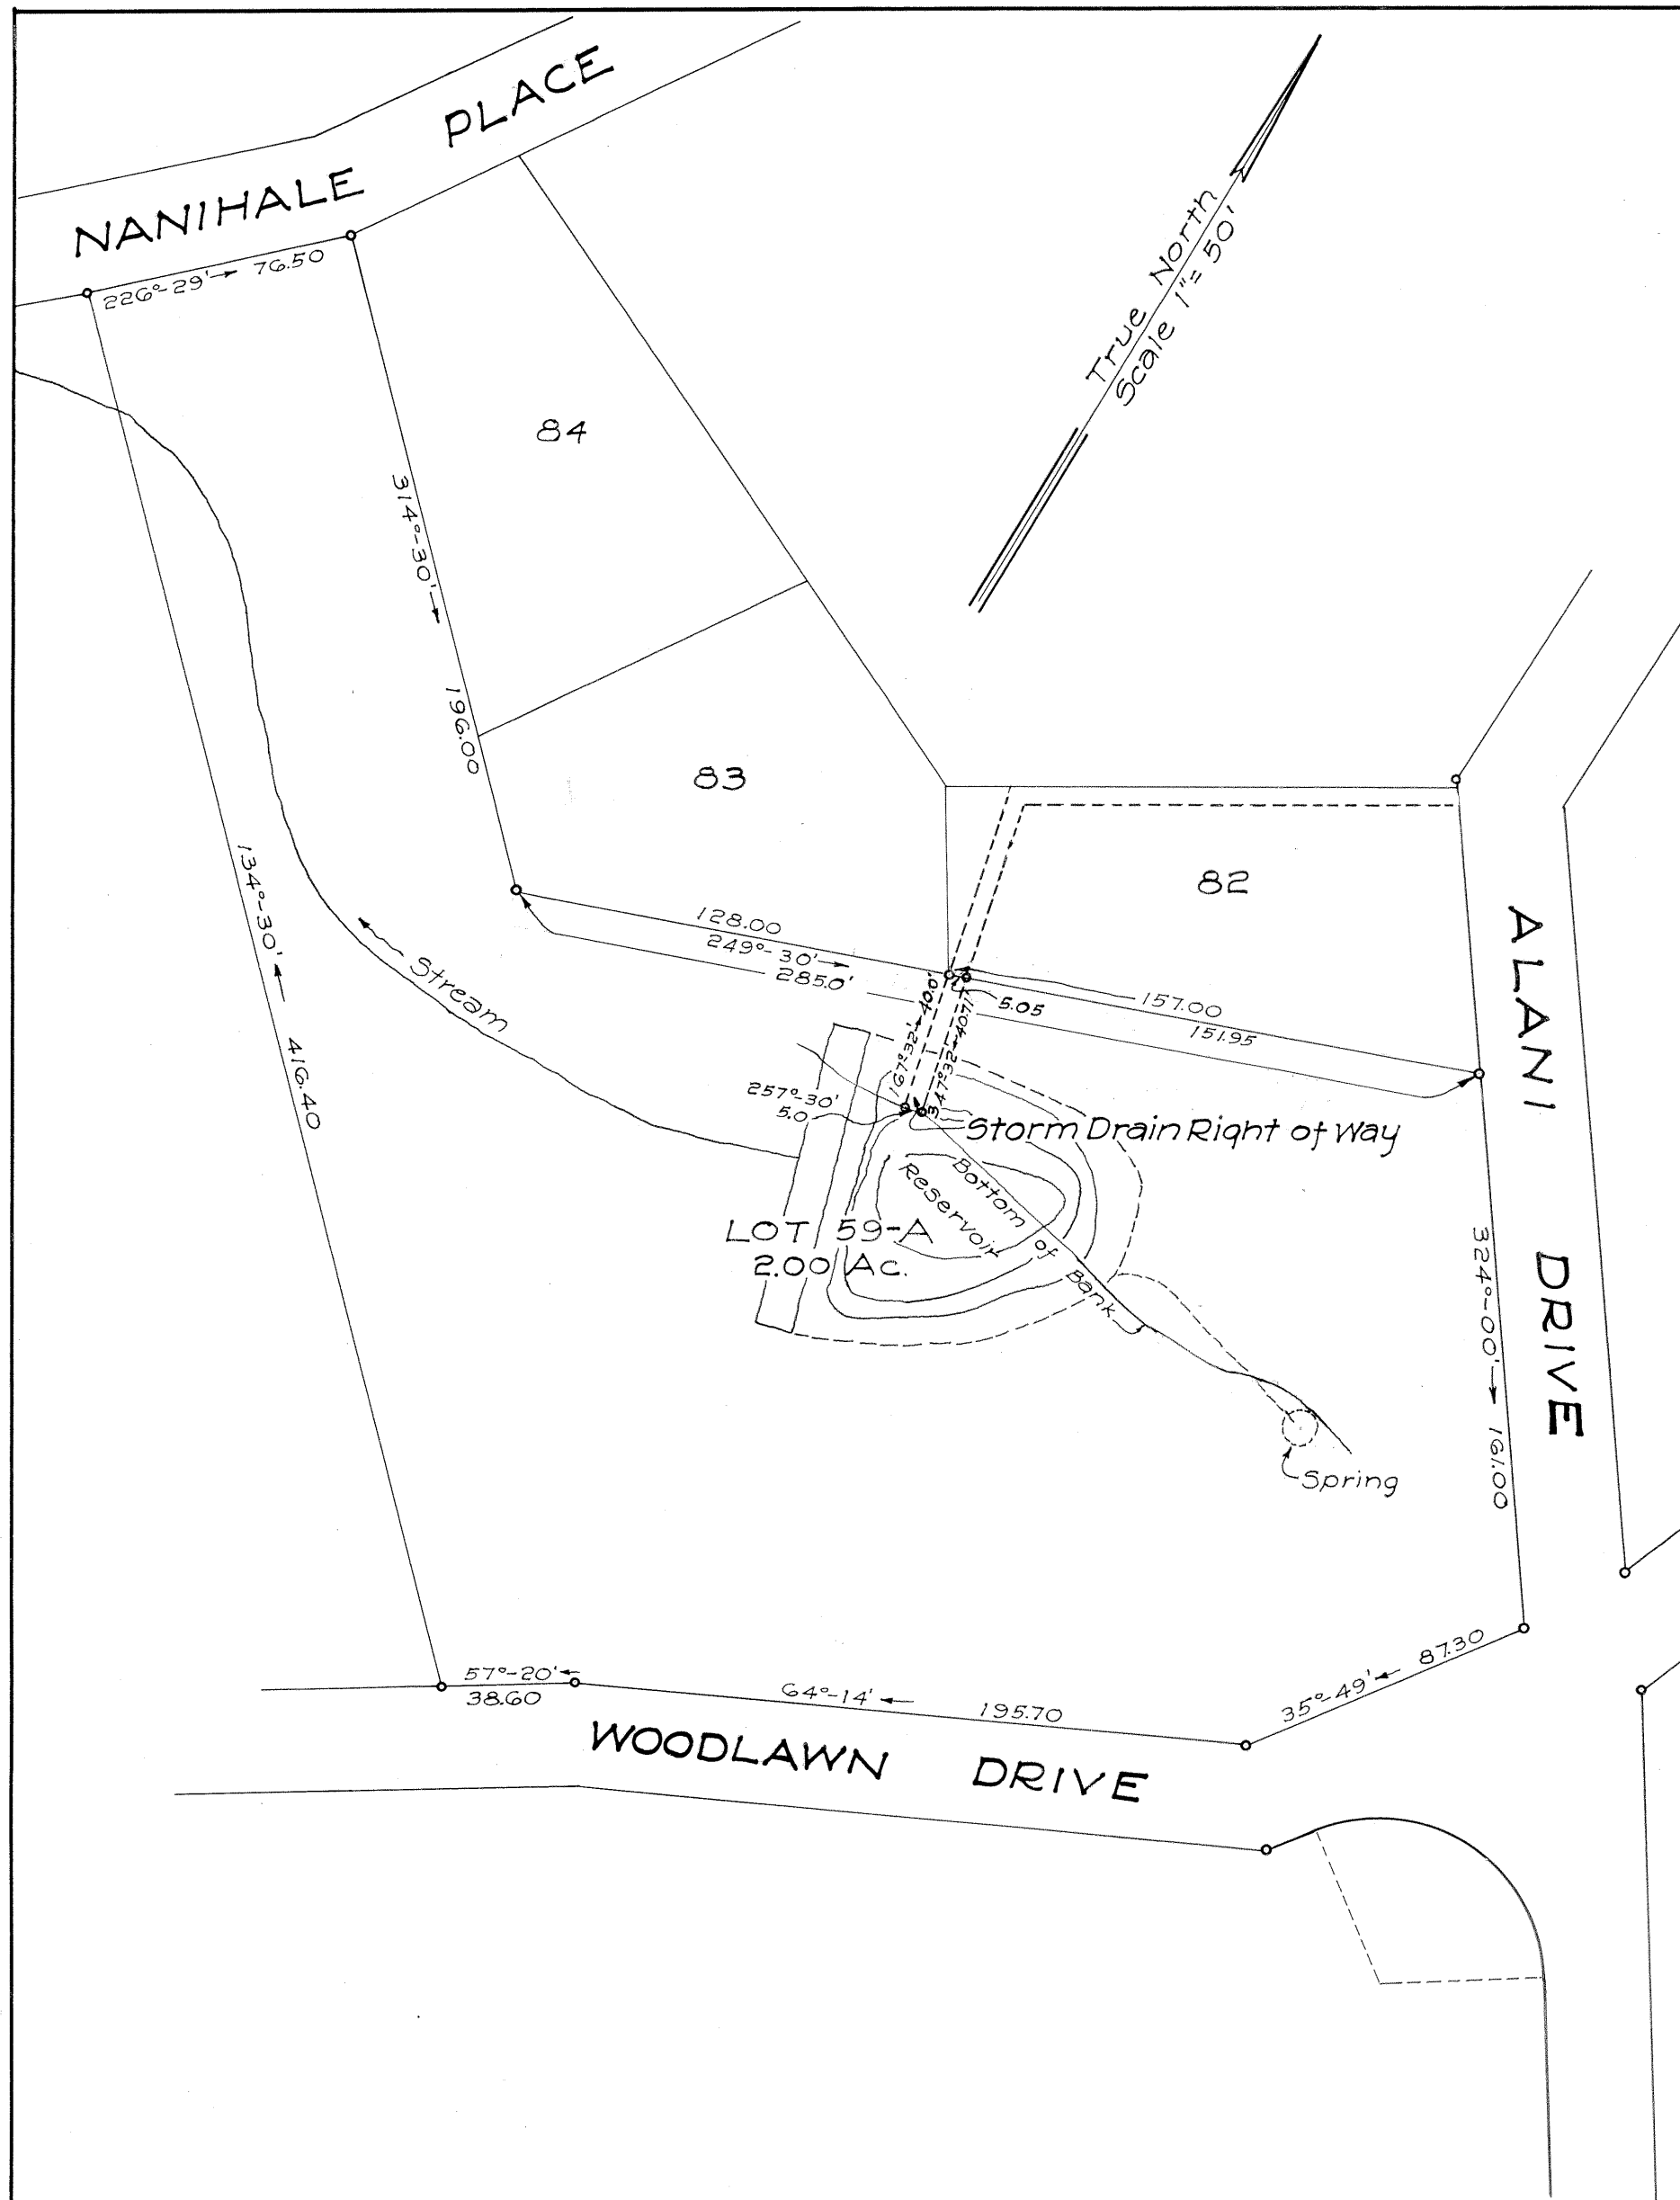 NANIHALE PLACE
226°-29' 76.50
True North
Scale 1"= 50'
84
314°-30' 196.00
83
82
134°-30' 416.40
Stream
128.00
249°-30'
285.0'
157.00
151.95
5.05
167°-32' 40.0'
347°-32' 40.71
257°-30'
5.0
Storm Drain Right of Way
Bottom of Bank
Reservoir
LOT 59-A
2.00 Ac.
Spring
ALANI DRIVE
324°-00' 161.00
35°-49' 87.30
64°-14' 195.70
57°-20'
38.60
WOODLAWN DRIVE